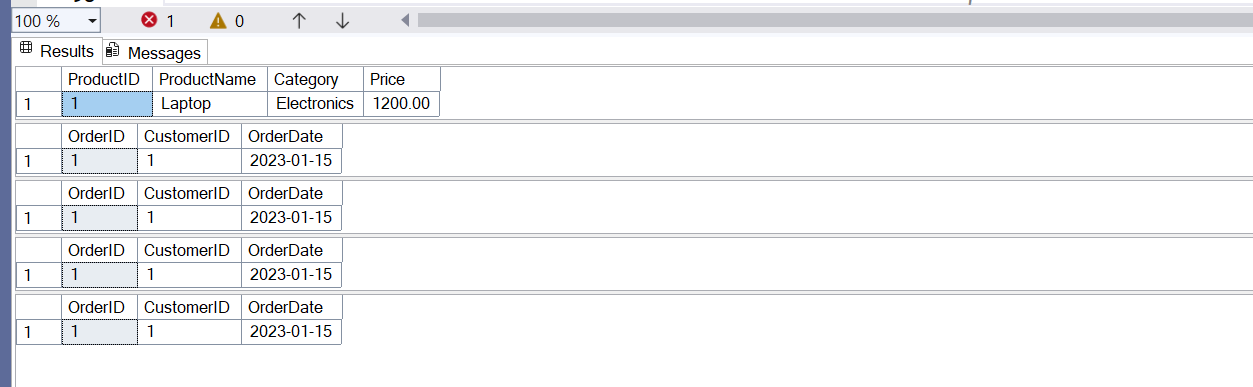 100 % 1 0
Results Messages
ProductID ProductName Category Price
1 1 Laptop Electronics 1200.00
OrderID CustomerID OrderDate
1 1 1 2023-01-15
OrderID CustomerID OrderDate
1 1 1 2023-01-15
OrderID CustomerID OrderDate
1 1 1 2023-01-15
OrderID CustomerID OrderDate
1 1 1 2023-01-15